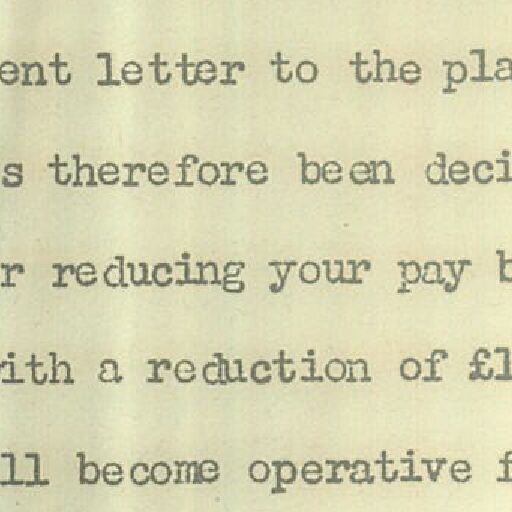 ent letter to the pla
s therefore been deci
r reducing your pay b
ith a reduction of £1
ll become operative f